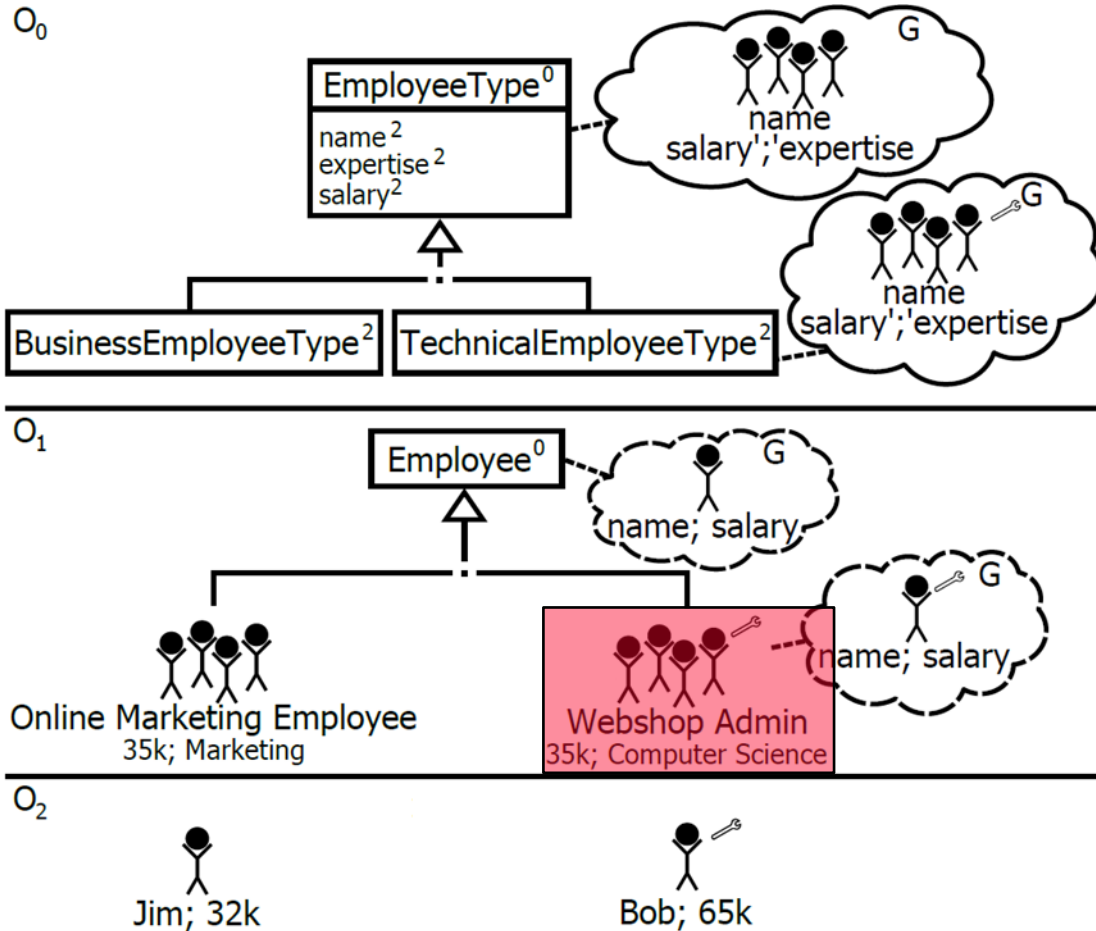 O0
EmployeeType0
name2
expertise2
salary2
G
name
salary';'expertise
G
name
salary';'expertise
BusinessEmployeeType2
TechnicalEmployeeType2
O1
Employee0
G
name; salary
G
name; salary
Online Marketing Employee
35k; Marketing
Webshop Admin
35k; Computer Science
O2
Jim; 32k
Bob; 65k